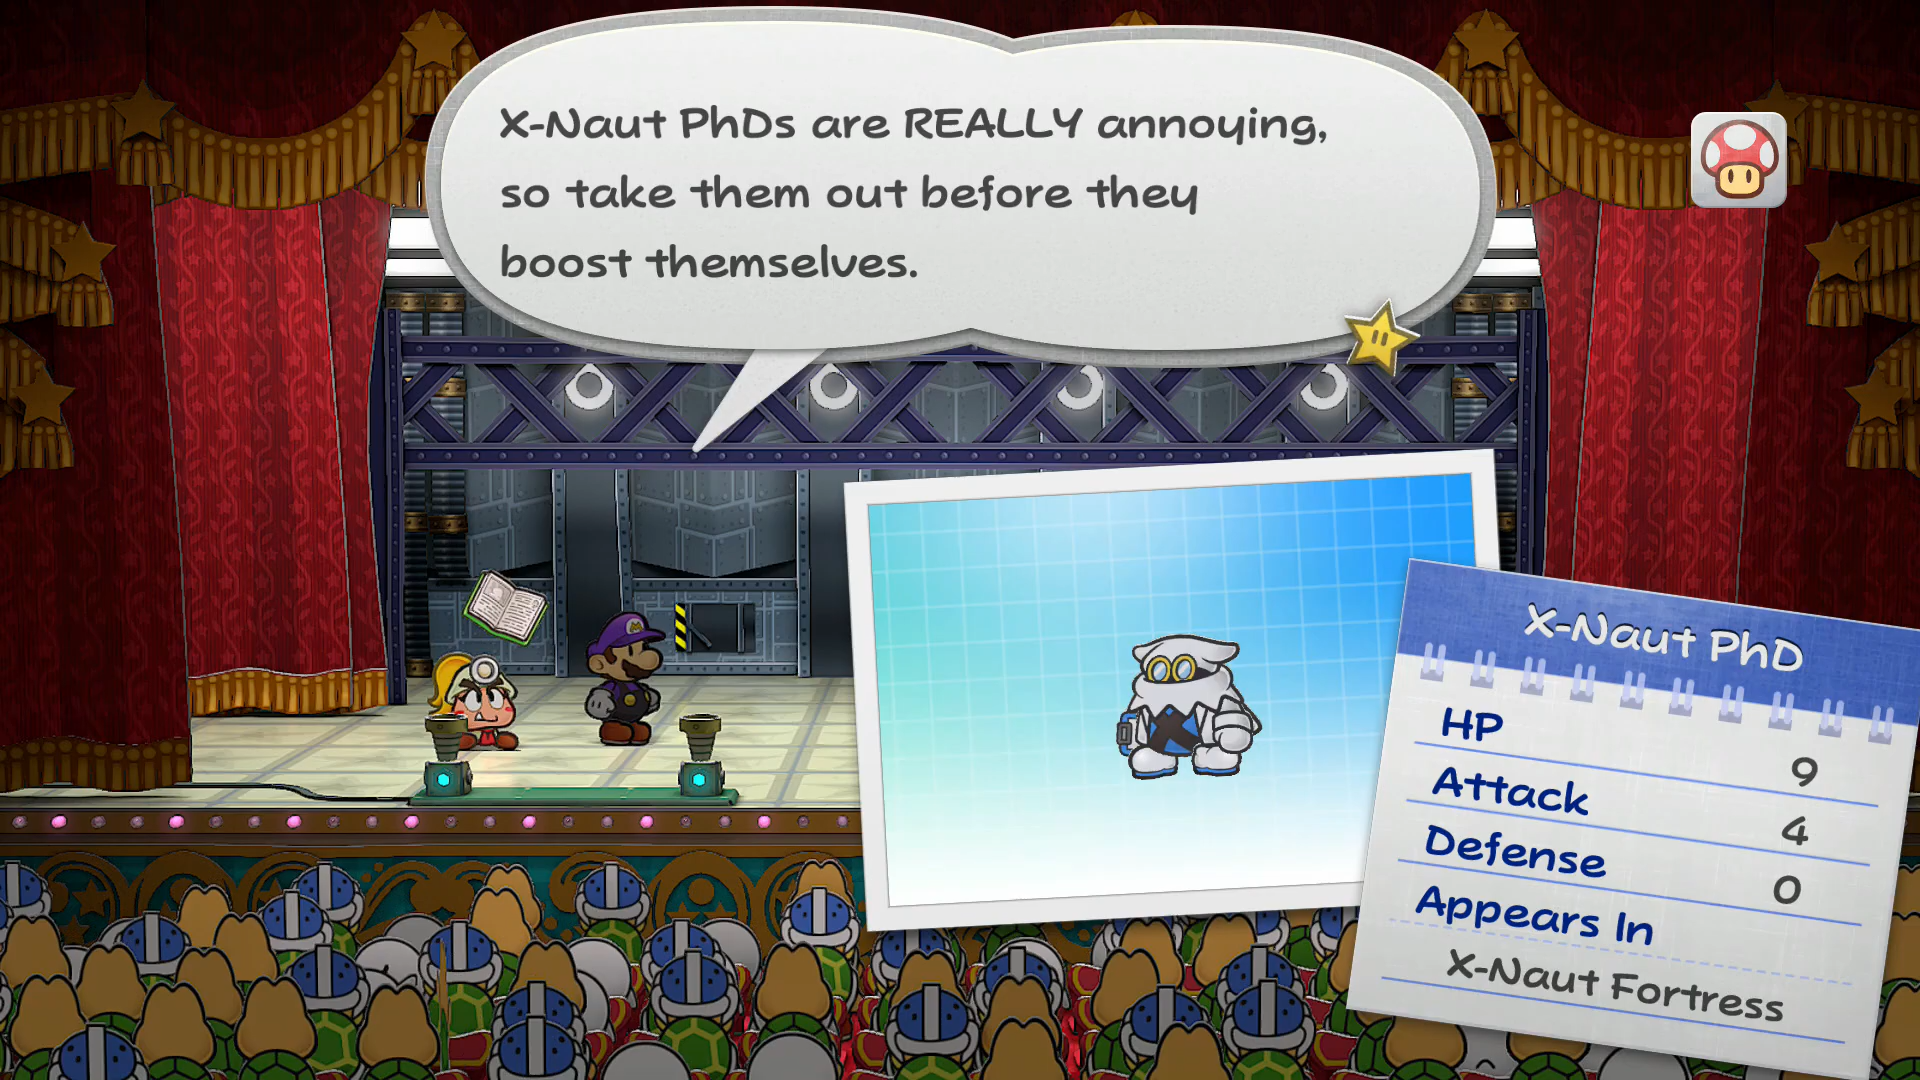 X-Naut PhDs are REALLY annoying,
so take them out before they
boost themselves.
X-Naut PhD
HP 9
Attack 4
Defense 0
Appears In
X-Naut Fortress